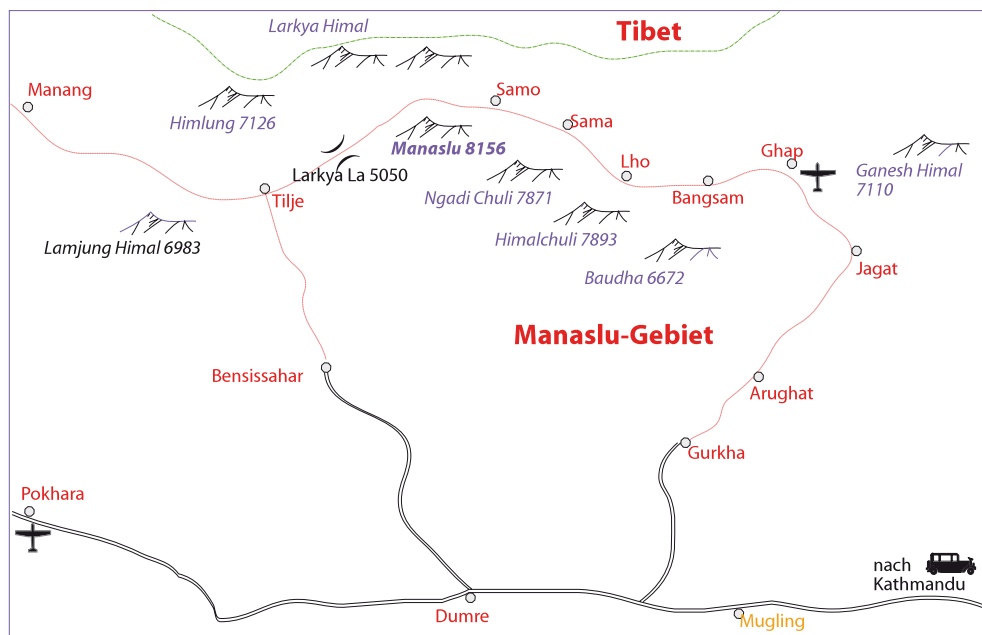 Larkya Himal
Tibet
Manang
Samo
Himlung 7126
Sama
Manaslu 8156
Ghap
Lho
Ganesh Himal
7110
Larkya La 5050
Ngadi Chuli 7871
Bangsam
Tilje
Lamjung Himal 6983
Himalchuli 7893
Jagat
Baudha 6672
Manaslu-Gebiet
Bensissahar
Arughat
Gurkha
Pokhara
nach
Kathmandu
Dumre
Mugling